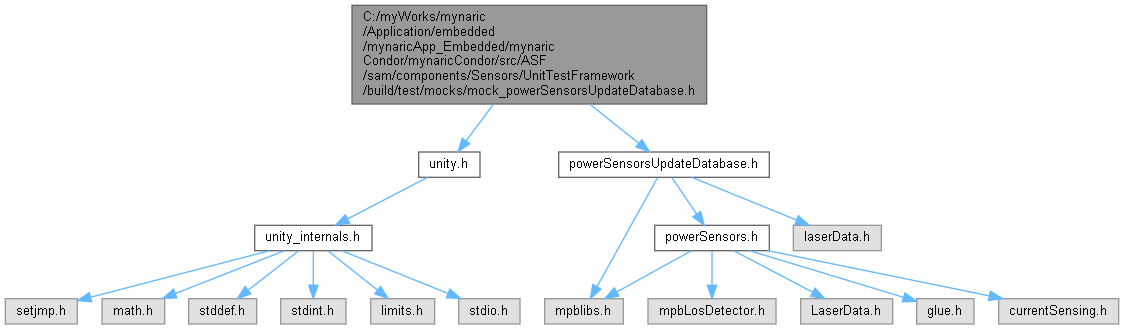 C:/myWorks/mynaric
/Application/embedded
/mynaricApp_Embedded/mynaric
Condor/mynaricCondor/src/ASF
/sam/components/Sensors/UnitTestFramework
/build/test/mocks/mock_powerSensorsUpdateDatabase.h
unity.h
powerSensorsUpdateDatabase.h
unity_internals.h
powerSensors.h
laserData.h
setjmp.h
math.h
stddef.h
stdint.h
limits.h
stdio.h
mpblibs.h
mpbLosDetector.h
LaserData.h
glue.h
currentSensing.h